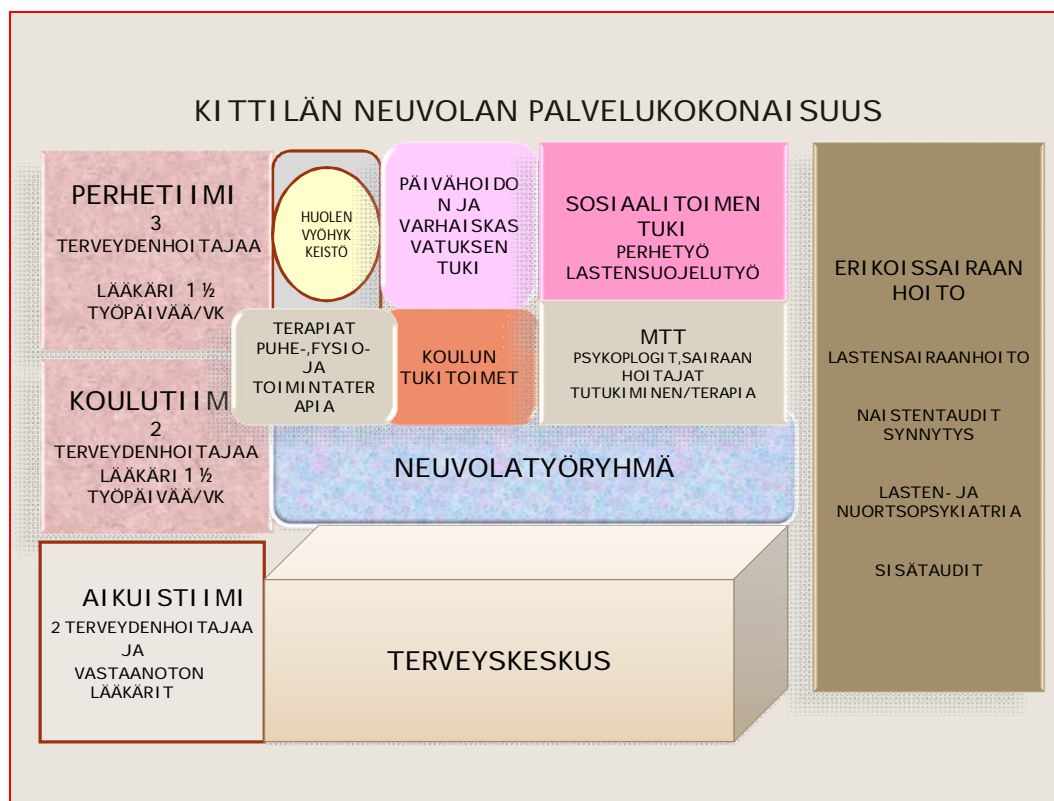 KITTILÄN NEUVOLAN PALVELUKOKONAISUUS
PERHETIIMI
3
TERVEYDENHOITAJAA
LÄÄKÄRI 1 ½
TYÖPÄIVÄÄ/VK
HUOLEN
VYÖHYK
KEISTÖ
PÄIVÄHOIDO
N JA
VARHAISKAS
VATUKSEN
TUKI
SOSIAALITOIMEN
TUKI
PERHETYÖ
LASTENSUOJELUTYÖ
ERIKOISSAIRAAN
HOITO
LASTENSAIRAANHOITO
NAISTENTAUDIT
SYNNYTYS
LASTEN- JA
NUORTSOPSYKIATRIA
SISÄTAUDIT
TERAPIAT
PUHE-,FYSIO-
JA
TOIMINTATER
APIA
KOULUN
TUKITOIMET
MTT
PSYKOPLOGIT,SAIRAAN
HOITAJAT
TUTUKIMINEN/TERAPIA
KOULUTIIM
2
TERVEYDENHOITAJAA
LÄÄKÄRI 1 ½
TYÖPÄIVÄÄ/VK
NEUVOLATYÖRYHMÄ
AIKUISTIIMI
2 TERVEYDENHOITAJAA
JA
VASTAANOTON
LÄÄKÄRIT
TERVEYSKESKUS